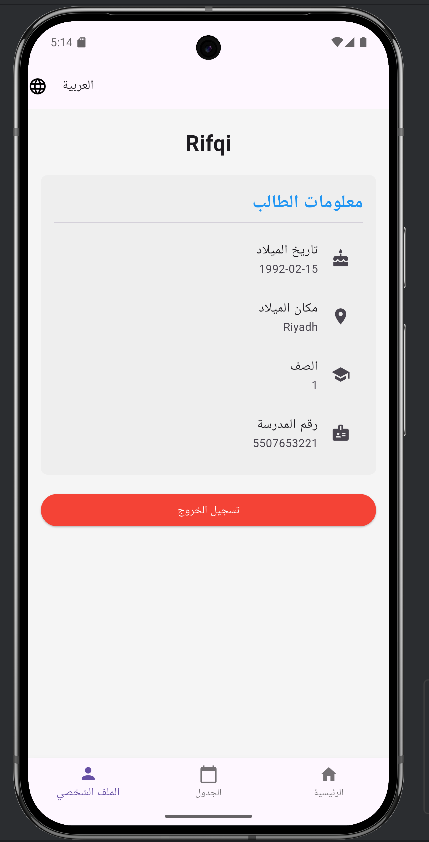 5:14
العربية
Rifqi
معلومات الطالب
تاريخ الميلاد
1992-02-15
مكان الميلاد
Riyadh
الصف
1
رقم المدرسة
5507653221
تسجيل الخروج
الرئيسية
الجدول
الملف الشخصي